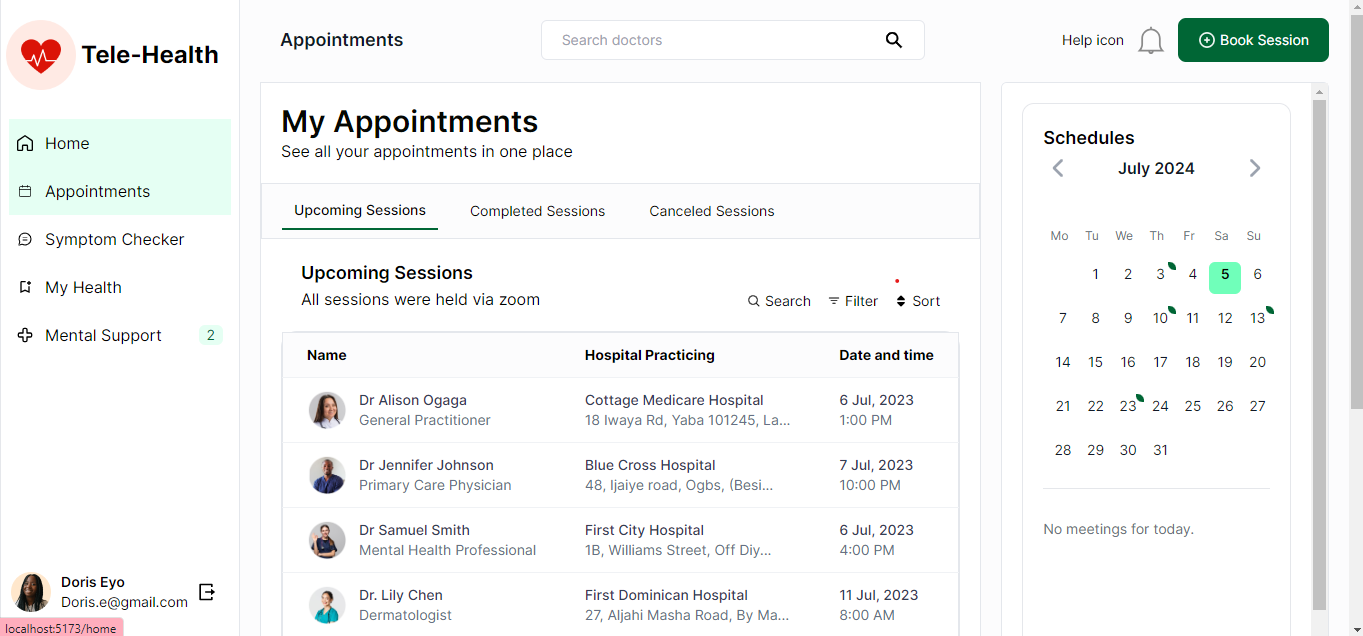 Tele-Health
Home
Appointments
Symptom Checker
My Health
Mental Support 2
Doris Eyo
Doris.e@gmail.com
localhost:5173/home
Appointments
Search doctors
Help icon
Book Session
My Appointments
See all your appointments in one place
Upcoming Sessions Completed Sessions Canceled Sessions
Upcoming Sessions
All sessions were held via zoom
Search Filter Sort
Name Hospital Practicing Date and time
Dr Alison Ogaga Cottage Medicare Hospital 6 Jul, 2023
General Practitioner 18 Iwaya Rd, Yaba 101245, La... 1:00 PM
Dr Jennifer Johnson Blue Cross Hospital 7 Jul, 2023
Primary Care Physician 48, Ijaiye road, Ogbs, (Besi... 10:00 PM
Dr Samuel Smith First City Hospital 6 Jul, 2023
Mental Health Professional 1B, Williams Street, Off Diy... 4:00 PM
Dr. Lily Chen First Dominican Hospital 11 Jul, 2023
Dermatologist 27, Aljahi Masha Road, By Ma... 8:00 AM
Schedules
July 2024
Mo Tu We Th Fr Sa Su
1 2 3 4 5 6
7 8 9 10 11 12 13
14 15 16 17 18 19 20
21 22 23 24 25 26 27
28 29 30 31
No meetings for today.